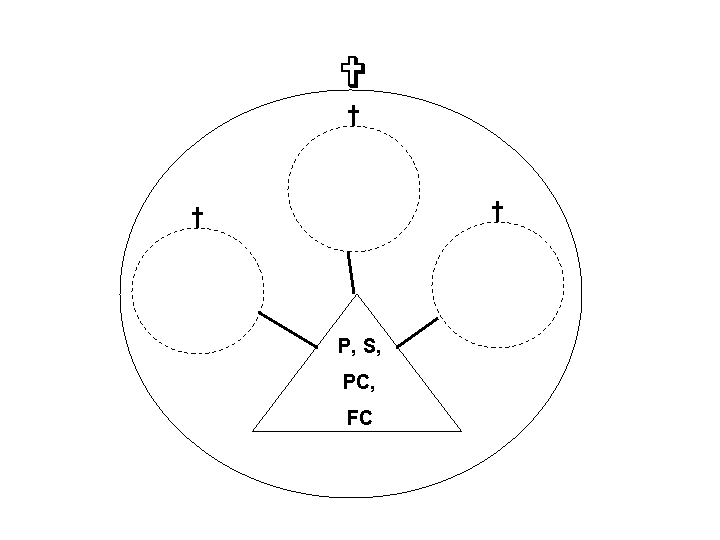 P, S,
PC,
FC